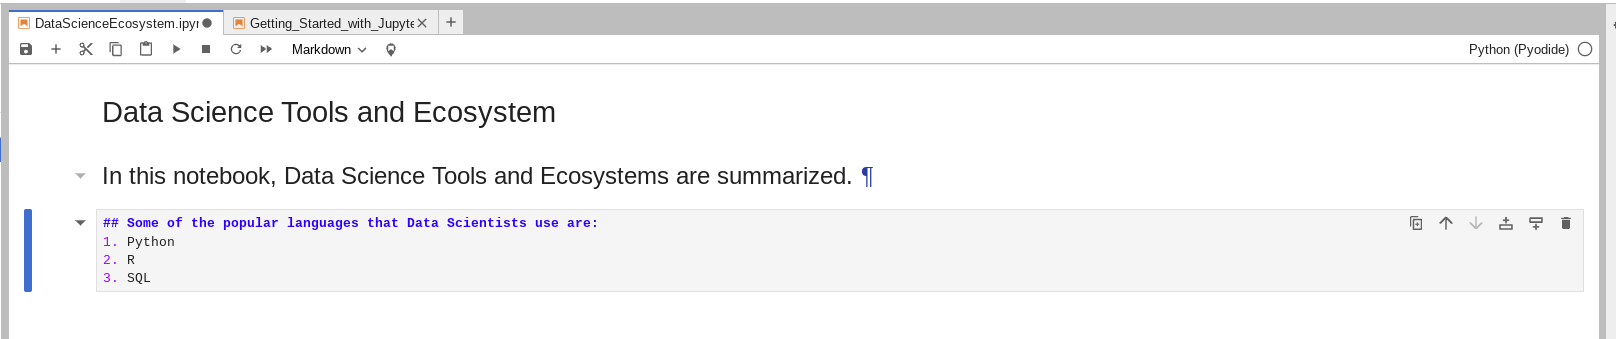 DataScienceEcosystem.ipyn
Getting_Started_with_Jupyte
Markdown
Python (Pyodide)
Data Science Tools and Ecosystem
In this notebook, Data Science Tools and Ecosystems are summarized. ¶
## Some of the popular languages that Data Scientists use are:
1. Python
2. R
3. SQL